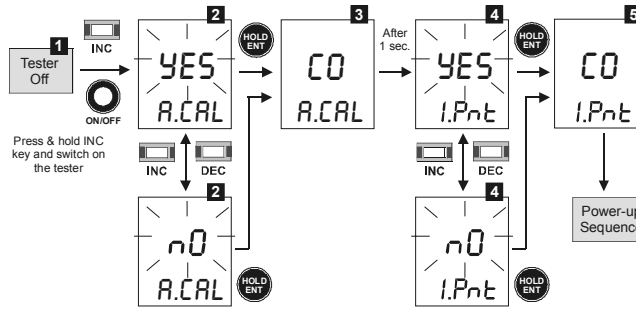 1
Tester
Off
INC
ON/OFF
Press & hold INC
key and switch on
the tester
2
YES
A.CAL
HOLD
ENT
INC
DEC
2
nO
A.CAL
HOLD
ENT
3
CO
A.CAL
After
1 sec.
4
YES
1.Pnt
HOLD
ENT
INC
DEC
4
nO
1.Pnt
HOLD
ENT
5
CO
1.Pnt
Power-up
Sequence